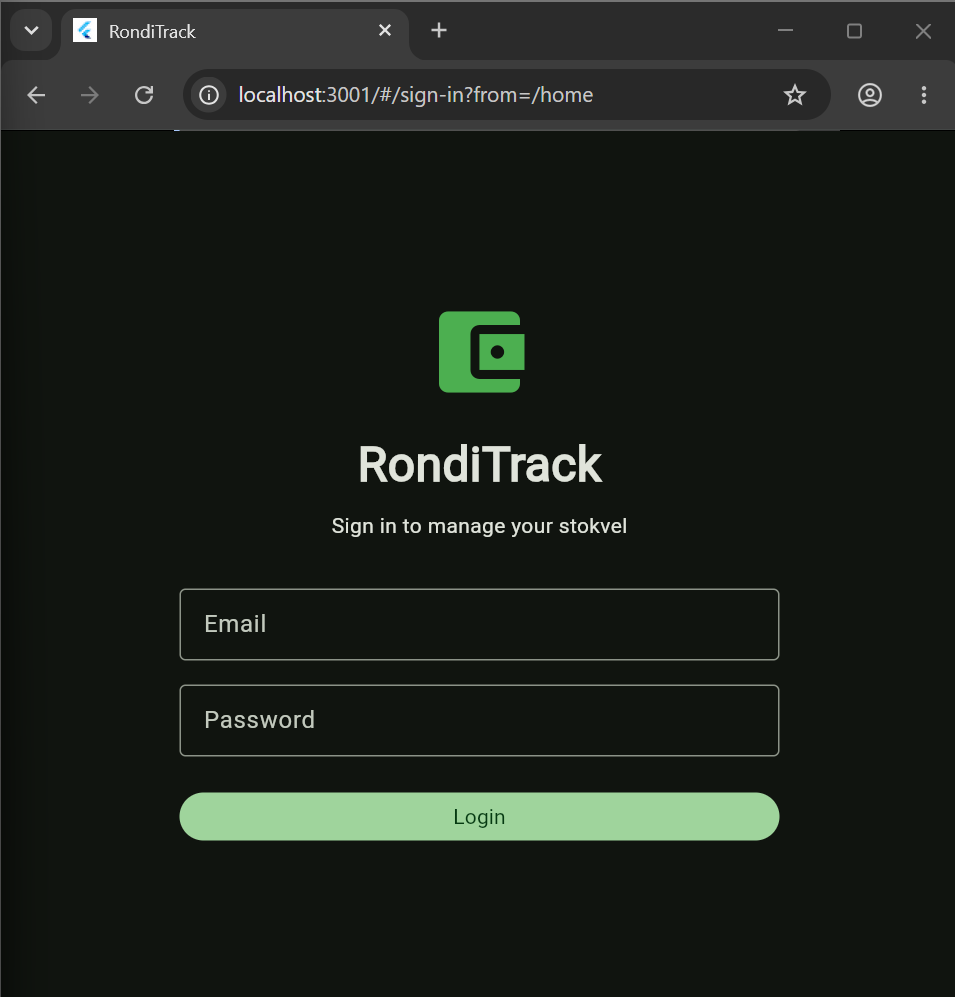 RondiTrack
localhost:3001/#/sign-in?from=/home
RondiTrack
Sign in to manage your stokvel
Email
Password
Login